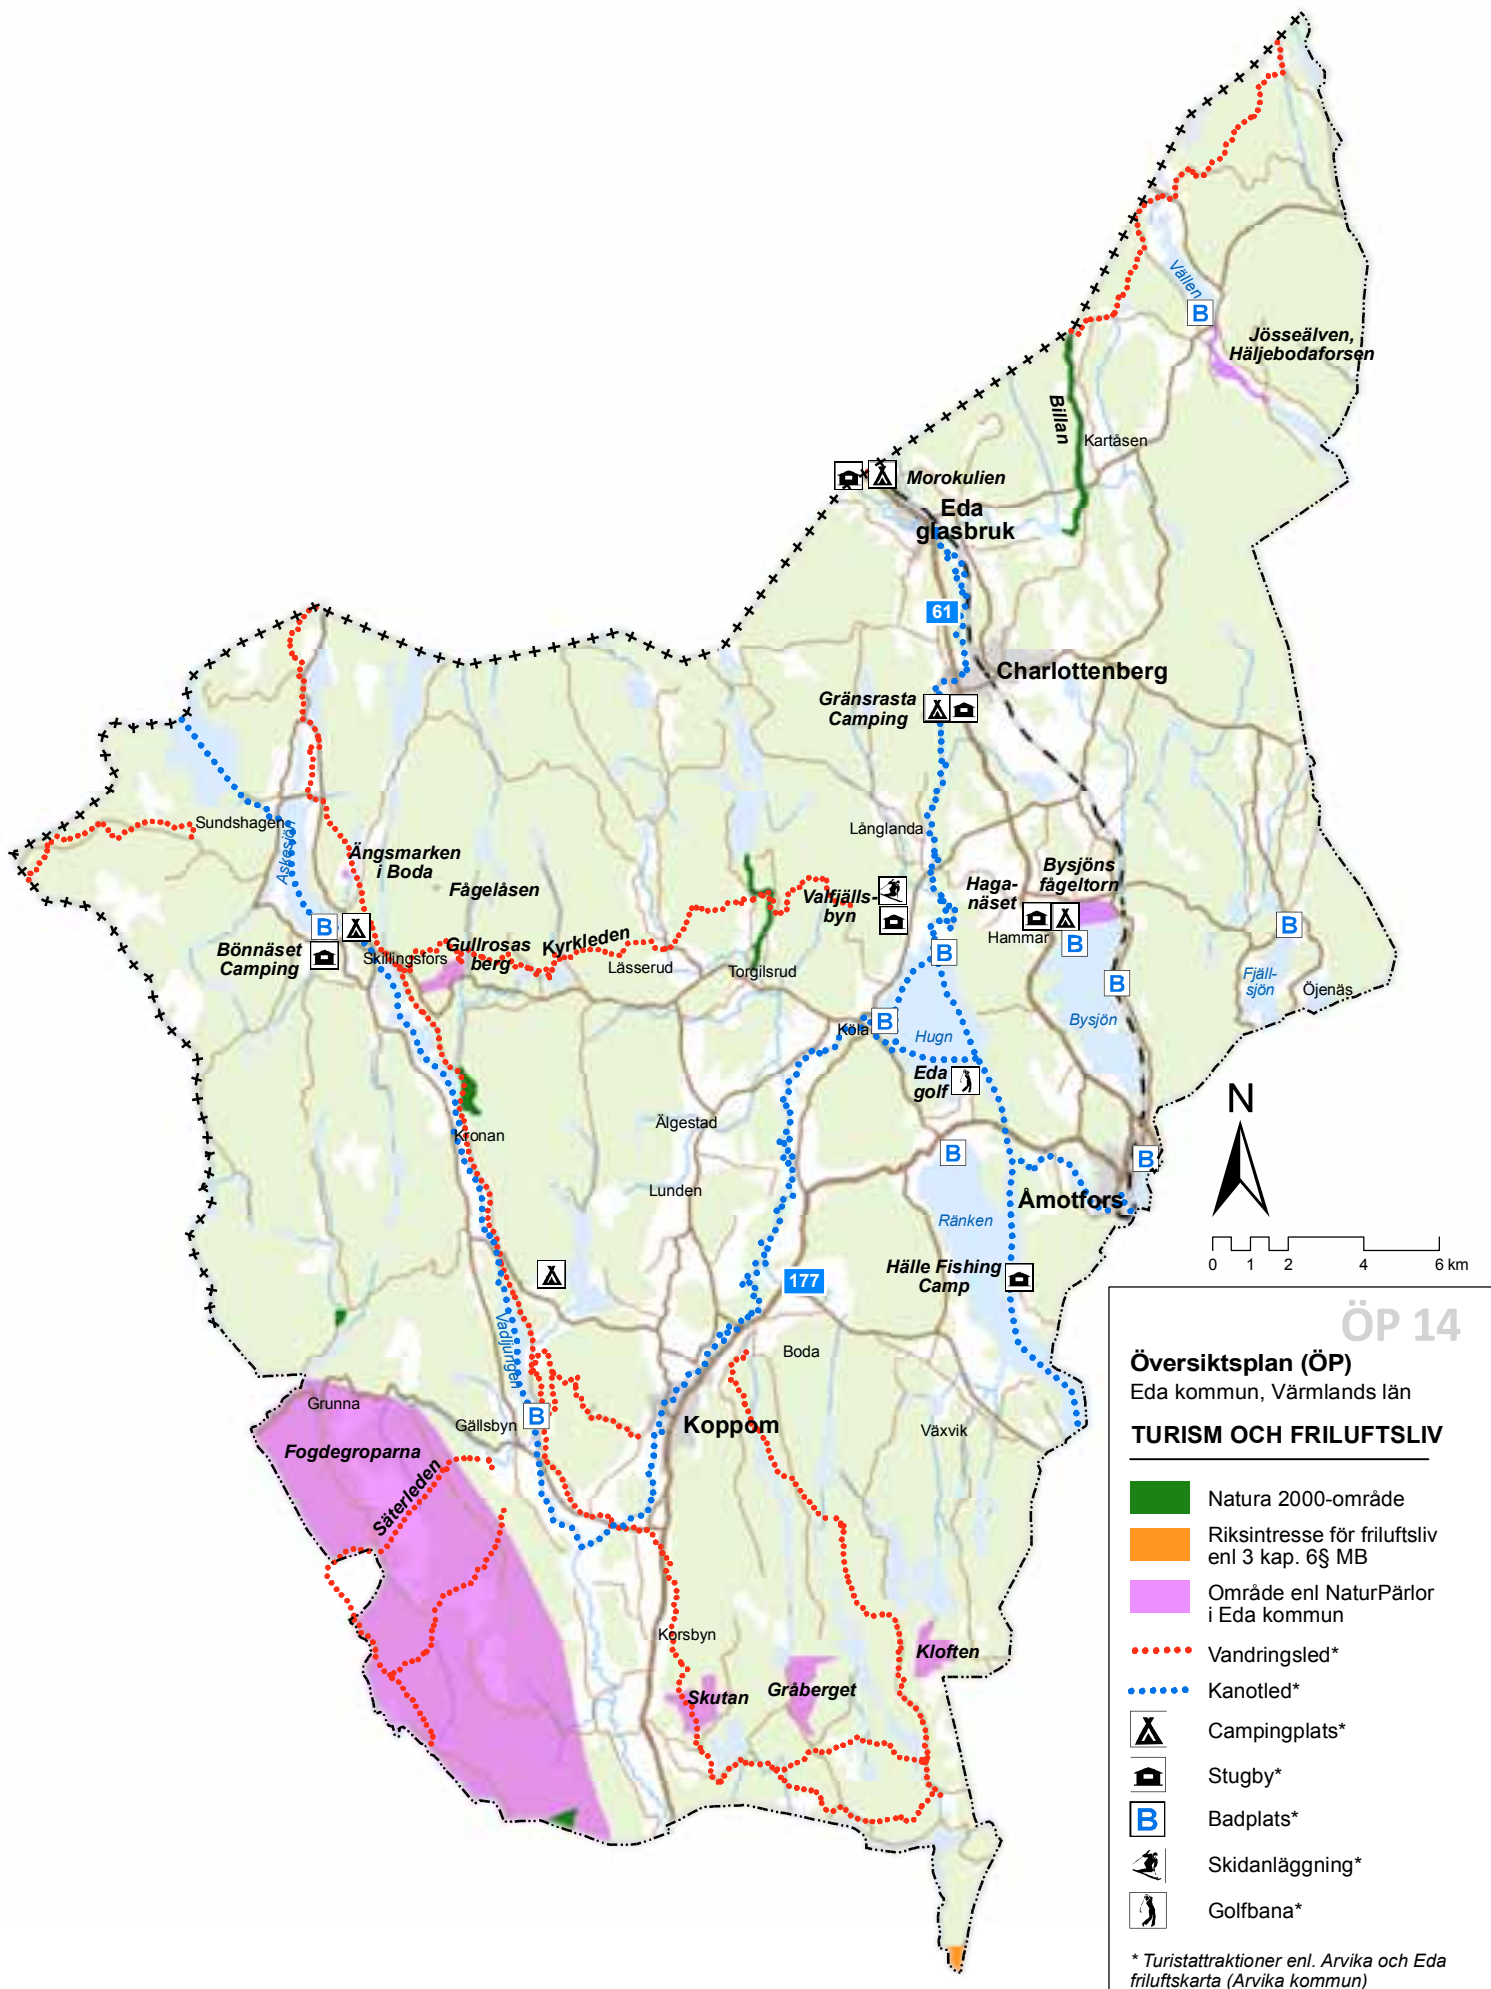 Vällen
B
Jösseälven,
Häljebodaforsen
Billan
Kartåsen
Morokulien
Eda
glasbruk
61
Charlottenberg
Gränsrasta
Camping
Sundshagen
Askesjön
Ängsmarken
i Boda
Fågelåsen
Långlanda
Valfjälls-
byn
Haga-
näset
Bysjöns
fågeltorn
Hammar
B
B
B
B
Bönnäset
Camping
Skillingsfors
Gullrosas
berg
Kyrkleden
Lässerud
Torgilsrud
B
B
Fjäll-
sjön
Öjenäs
Bysjön
Köla
B
Hugn
Eda
golf
Kronan
Älgestad
Lunden
B
B
Åmotfors
Ränken
Hälle Fishing
Camp
177
Vadljungen
Boda
Grunna
Gällsbyn
B
Koppom
Växvik
Fogdegroparna
Säterleden
Korsbyn
Skutan
Gråberget
Kloften
N
0 1 2 4 6 km
ÖP 14
Översiktsplan (ÖP)
Eda kommun, Värmlands län
TURISM OCH FRILUFTSLIV
Natura 2000-område
Riksintresse för friluftsliv
enl 3 kap. 6§ MB
Område enl NaturPärlor
i Eda kommun
Vandringsled*
Kanotled*
Campingplats*
Stugby*
B Badplats*
Skidanläggning*
Golfbana*
* Turistattraktioner enl. Arvika och Eda
friluftskarta (Arvika kommun)